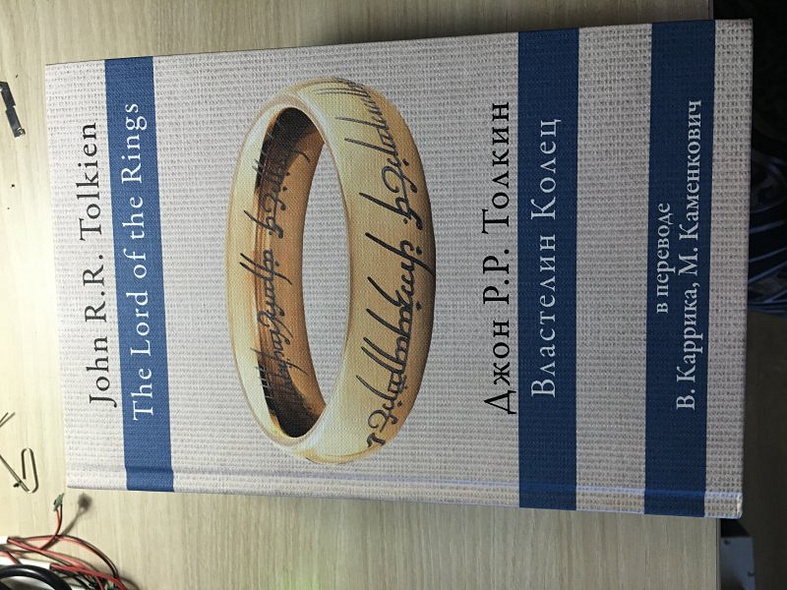 John R.R. Tolkien
The Lord of the Rings
Джон Р.Р. Толкин
Властелин Колец
в переводе
В. Каррика, М. Каменкович